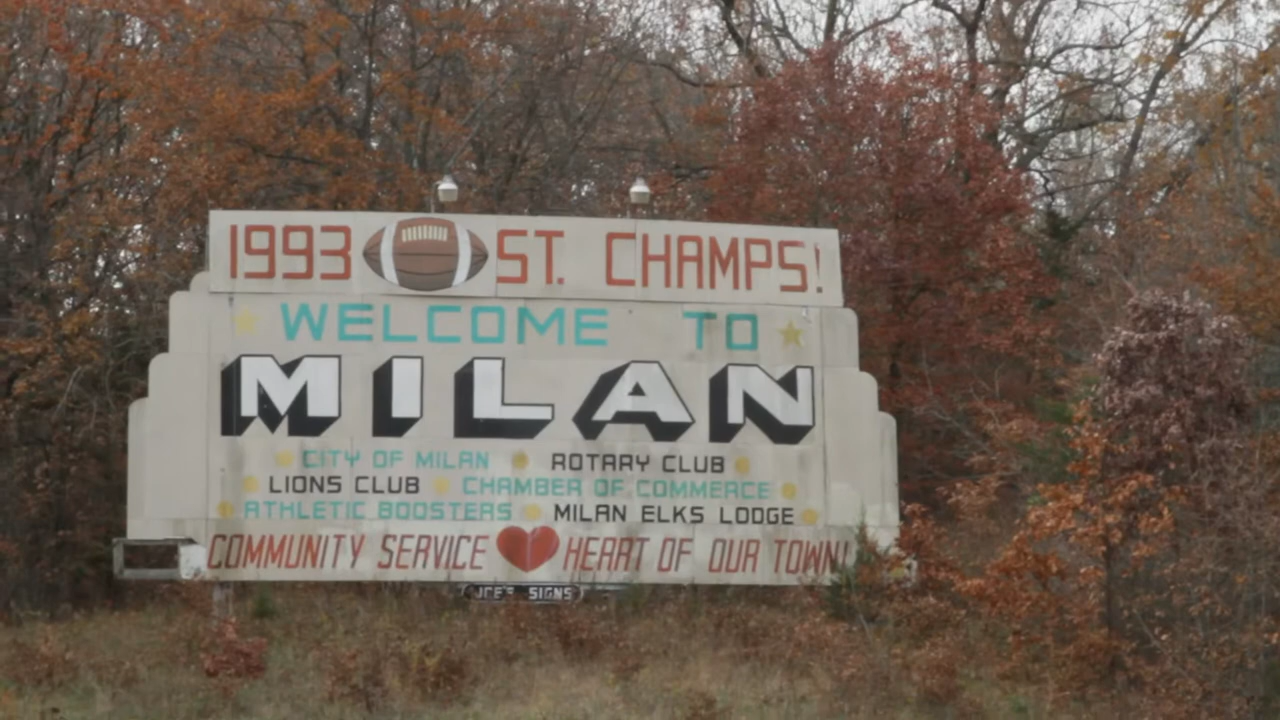 1993 ST. CHAMPS!
WELCOME TO
MILAN
CITY OF MILAN ROTARY CLUB
LIONS CLUB CHAMBER OF COMMERCE
ATHLETIC BOOSTERS MILAN ELKS LODGE
COMMUNITY SERVICE HEART OF OUR TOWN!
SIGNS